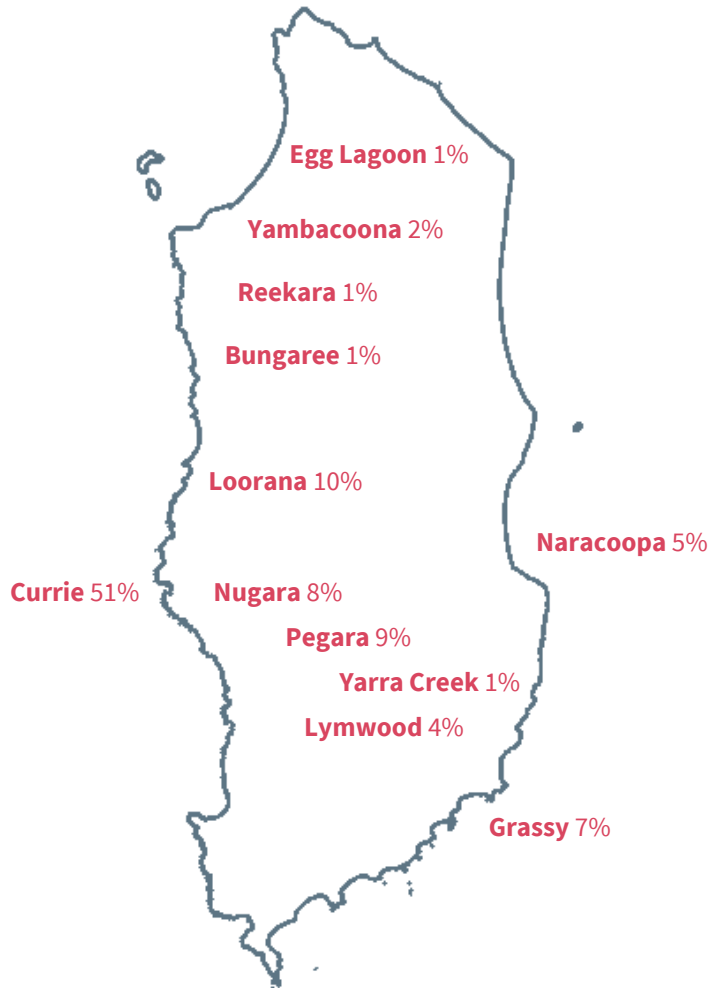 Egg Lagoon 1%
Yambacoona 2%
Reekara 1%
Bungaree 1%
Loorana 10%
Naracoopa 5%
Currie 51%
Nugara 8%
Pegara 9%
Yarra Creek 1%
Lymwood 4%
Grassy 7%